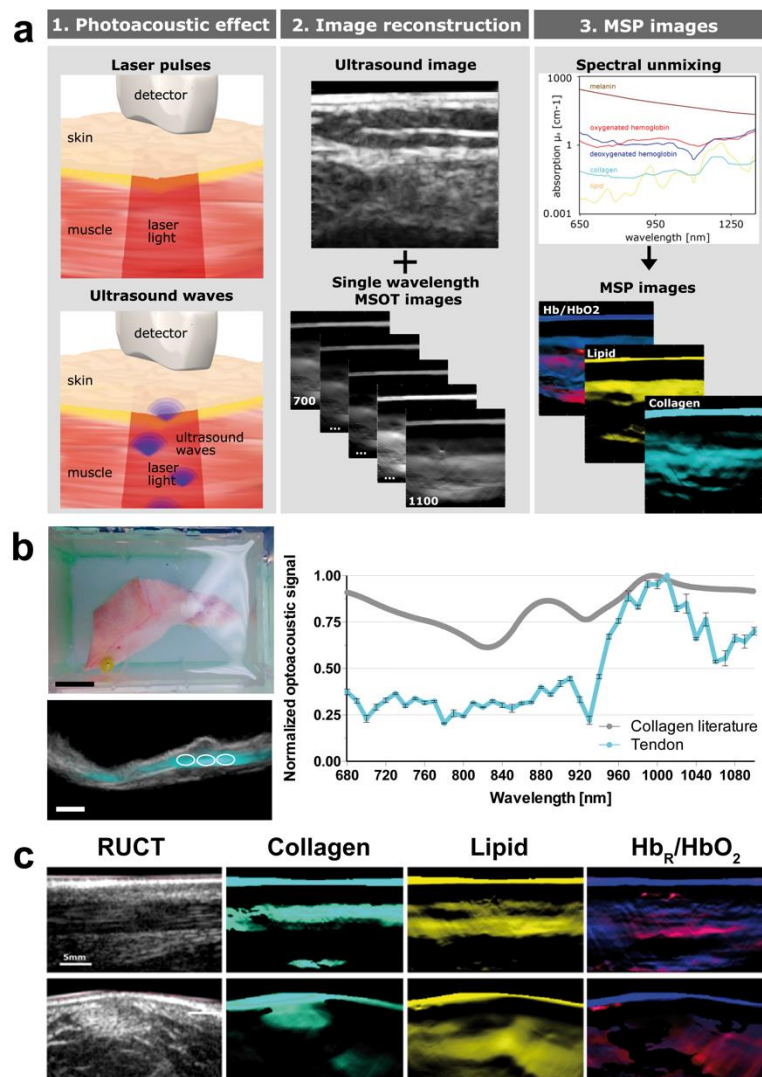 a
1. Photoacoustic effect
Laser pulses
detector
skin
muscle
laser
light
Ultrasound waves
detector
skin
ultrasound
waves
muscle
laser
light
2. Image reconstruction
Ultrasound image
+
Single wavelength
MSOT images
700
...
...
...
1100
3. MSP images
Spectral unmixing
absorption μₐ [cm-1]
1000
1
0.001
melanin
oxygenated hemoglobin
deoxygenated hemoglobin
collagen
lipid
650
950
1250
wavelength [nm]
MSP images
Hb/HbO2
Lipid
Collagen
b
Normalized optoacoustic signal
1.00
0.75
0.50
0.25
0.00
Collagen literature
Tendon
680 720 760 800 840 880 920 960 1000 1040 1080
Wavelength [nm]
c
RUCT Collagen Lipid Hb_R/HbO₂
5mm